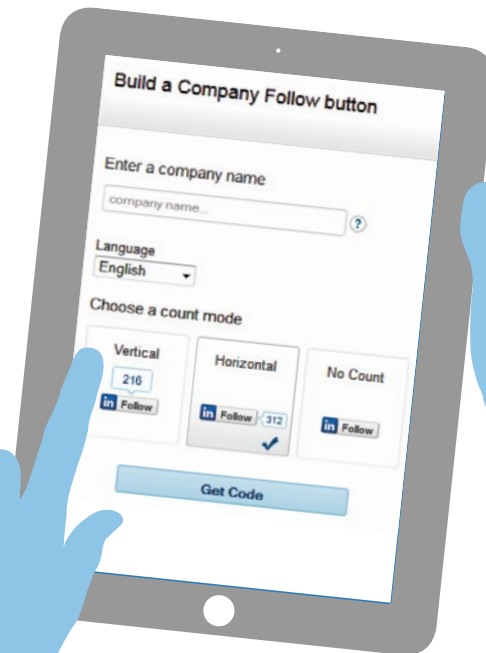 Build a Company Follow button
Enter a company name
company name...
?
Language
English
Choose a count mode
Vertical
Horizontal
No Count
216
in Follow
in Follow 312
in Follow
Get Code